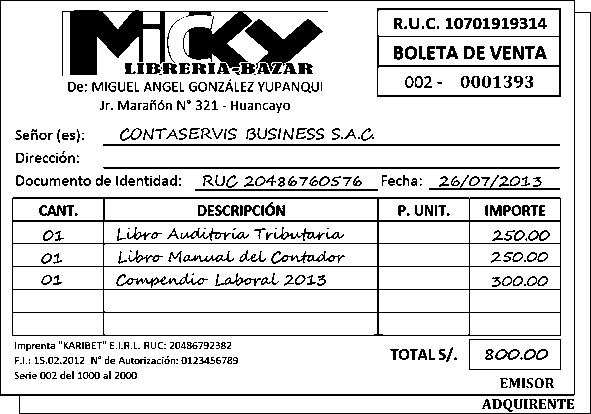 MiCKY
LIBRERIA-BAZAR
De: MIGUEL ANGEL GONZÁLEZ YUPANQUI
Jr. Marañón N° 321 - Huancayo
R.U.C. 10701919314
BOLETA DE VENTA
002 - 0001393
Señor (es): CONTASERVIS BUSINESS S.A.C.
Dirección:
Documento de Identidad: RUC 20486760576 Fecha: 26/07/2013
CANT. DESCRIPCIÓN P. UNIT. IMPORTE
01 Libro Auditoria Tributaria 250.00
01 Libro Manual del Contador 250.00
01 Compendio Laboral 2013 300.00
Imprenta "KARIBET" E.I.R.L. RUC: 20486792382
F.I.: 15.02.2012 N° de Autorización: 0123456789
Serie 002 del 1000 al 2000
TOTAL S/. 800.00
EMISOR
ADQUIRENTE